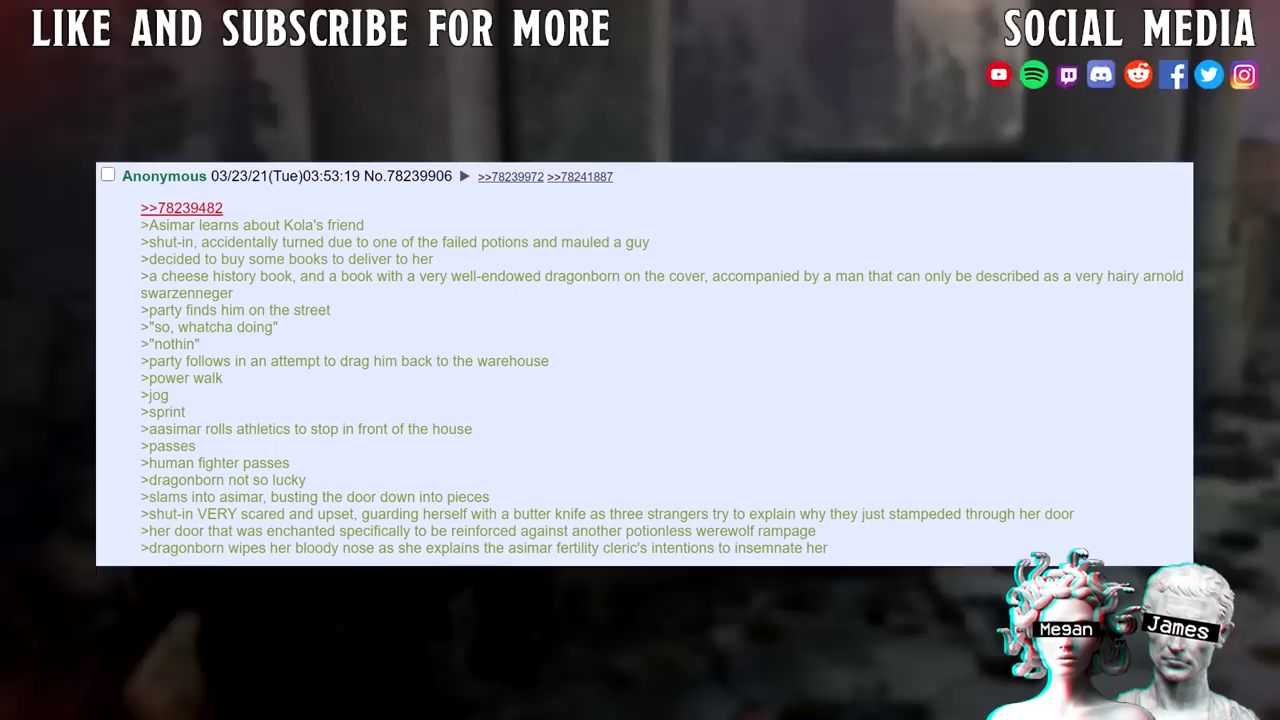 LIKE AND SUBSCRIBE FOR MORE
SOCIAL MEDIA
Anonymous 03/23/21(Tue)03:53:19 No.78239906 ▶ >>78239972 >>78241887
>>78239482
>Asimar learns about Kola's friend
>shut-in, accidentally turned due to one of the failed potions and mauled a guy
>decided to buy some books to deliver to her
>a cheese history book, and a book with a very well-endowed dragonborn on the cover, accompanied by a man that can only be described as a very hairy arnold
swarzenneger
>party finds him on the street
>"so, whatcha doing"
>"nothin"
>party follows in an attempt to drag him back to the warehouse
>power walk
>jog
>sprint
>aasimar rolls athletics to stop in front of the house
>passes
>human fighter passes
>dragonborn not so lucky
>slams into asimar, busting the door down into pieces
>shut-in VERY scared and upset, guarding herself with a butter knife as three strangers try to explain why they just stampeded through her door
>her door that was enchanted specifically to be reinforced against another potionless werewolf rampage
>dragonborn wipes her bloody nose as she explains the asimar fertility cleric's intentions to insemnate her
Megan
James